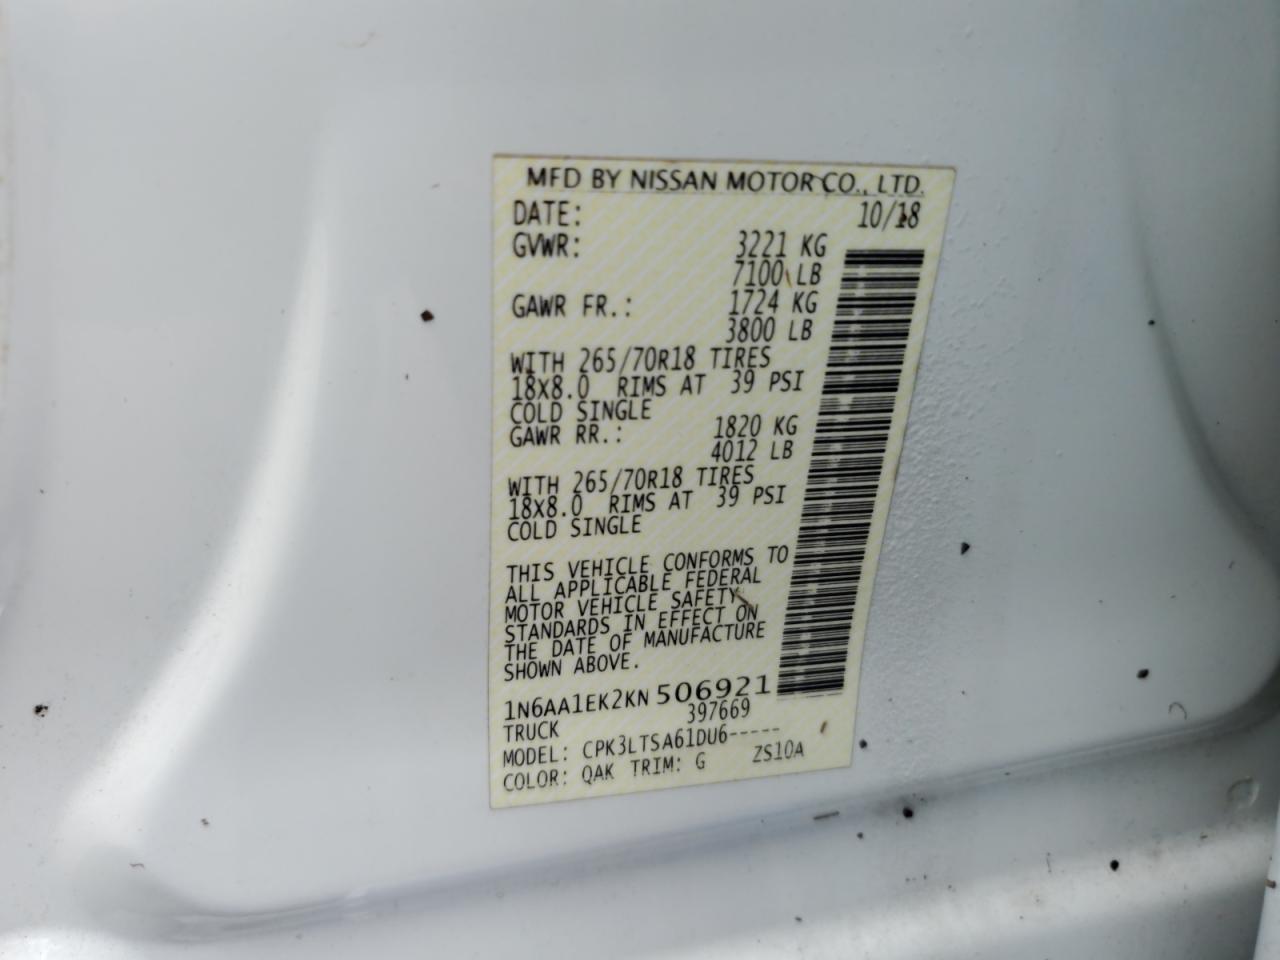 MFD BY NISSAN MOTOR CO., LTD.
DATE: 10/18
GVWR: 3221 KG
7100 LB
GAWR FR.: 1724 KG
3800 LB
WITH 265/70R18 TIRES
18X8.0 RIMS AT 39 PSI
COLD SINGLE
GAWR RR.: 1820 KG
4012 LB
WITH 265/70R18 TIRES
18X8.0 RIMS AT 39 PSI
COLD SINGLE
THIS VEHICLE CONFORMS TO
ALL APPLICABLE FEDERAL
MOTOR VEHICLE SAFETY
STANDARDS IN EFFECT ON
THE DATE OF MANUFACTURE
SHOWN ABOVE.
1N6AA1EK2KN506921
TRUCK 397669
MODEL: CPK3LTSA61DU6-----
COLOR: QAK TRIM: G ZS10A